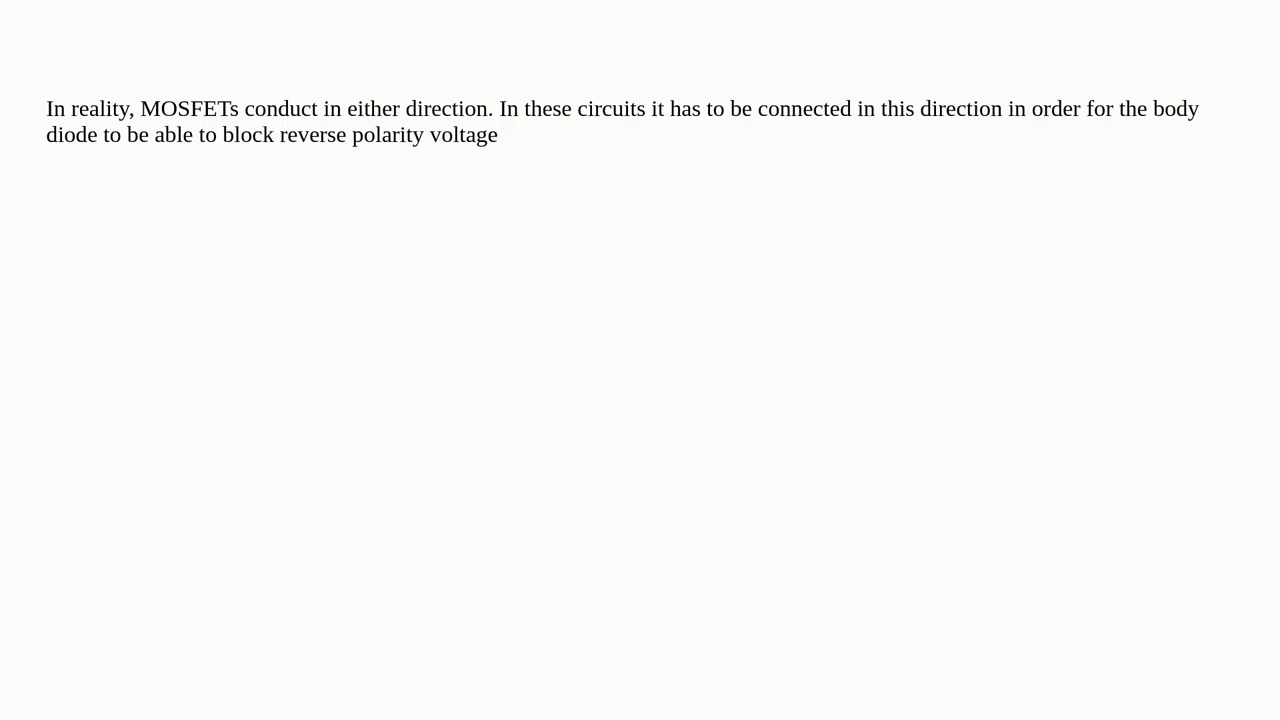 In reality, MOSFETs conduct in either direction. In these circuits it has to be connected in this direction in order for the body
diode to be able to block reverse polarity voltage